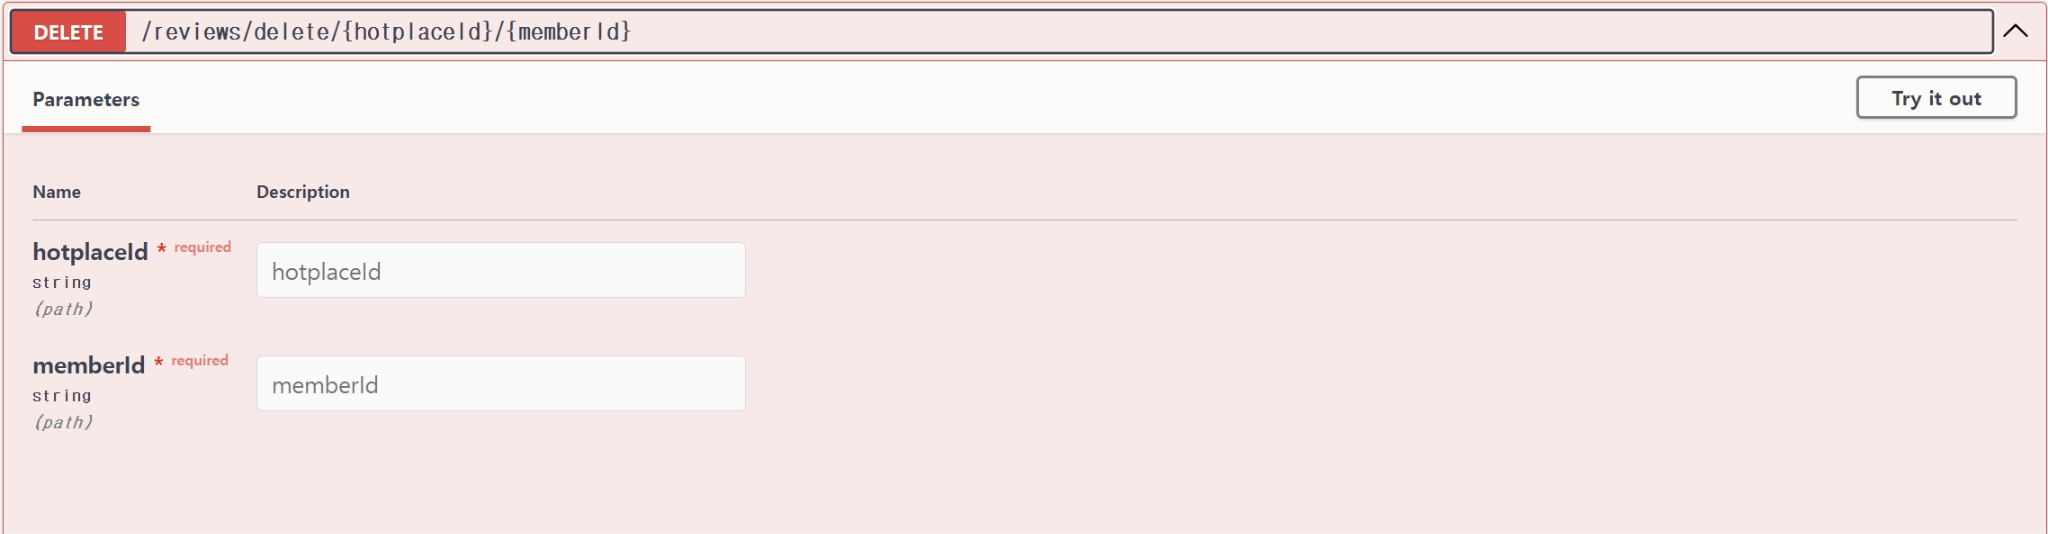 DELETE /reviews/delete/{hotplaceId}/{memberId}
Parameters Try it out
Name Description
hotplaceId * required hotplaceId
string
(path)
memberId * required memberId
string
(path)